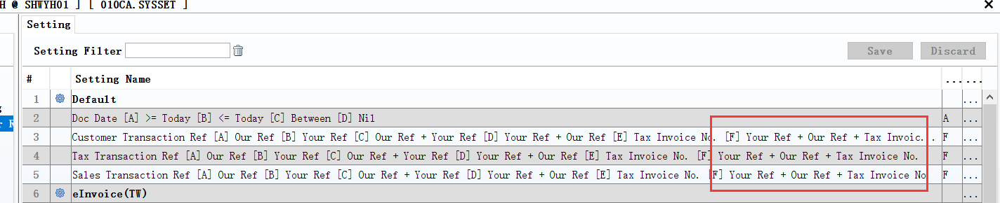 H @ SHWYH01 ] [ 010CA.SYSSET ]
Setting
Setting Filter
Save
Discard
# Setting Name ... ...
1 Default ...
2 Doc Date [A] >= Today [B] <= Today [C] Between [D] Nil A ...
3 Customer Transaction Ref [A] Our Ref [B] Your Ref [C] Our Ref + Your Ref [D] Your Ref + Our Ref [E] Tax Invoice No. [F] Your Ref + Our Ref + Tax Invoic... F ...
4 Tax Transaction Ref [A] Our Ref [B] Your Ref [C] Our Ref + Your Ref [D] Your Ref + Our Ref [E] Tax Invoice No. [F] Your Ref + Our Ref + Tax Invoice No. F ...
5 Sales Transaction Ref [A] Our Ref [B] Your Ref [C] Our Ref + Your Ref [D] Your Ref + Our Ref [E] Tax Invoice No. [F] Your Ref + Our Ref + Tax Invoice No F ...
6 eInvoice(TW) ...